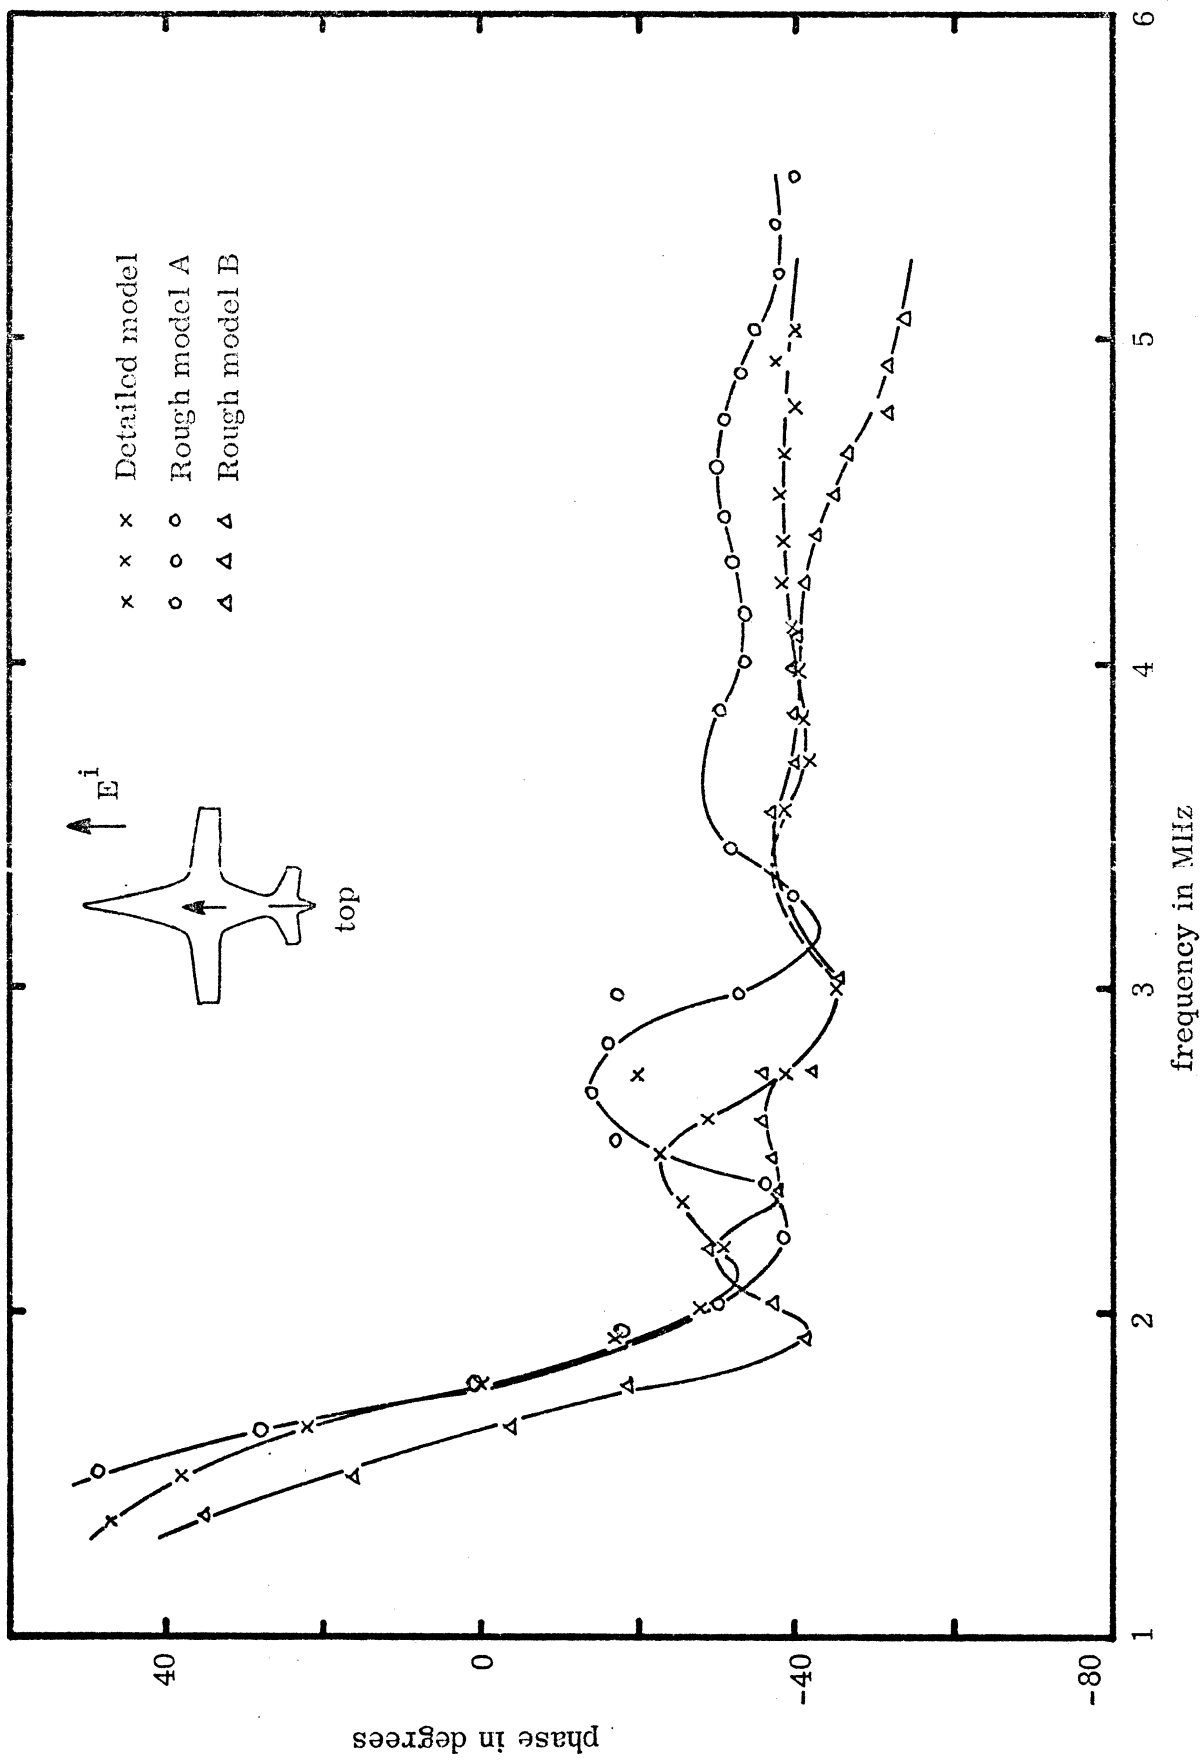 E i
top
x x x Detailed model
o o o Rough model A
Δ Δ Δ Rough model B
phase in degrees
40
0
-40
-80
1
2
3
4
5
6
frequency in MHz